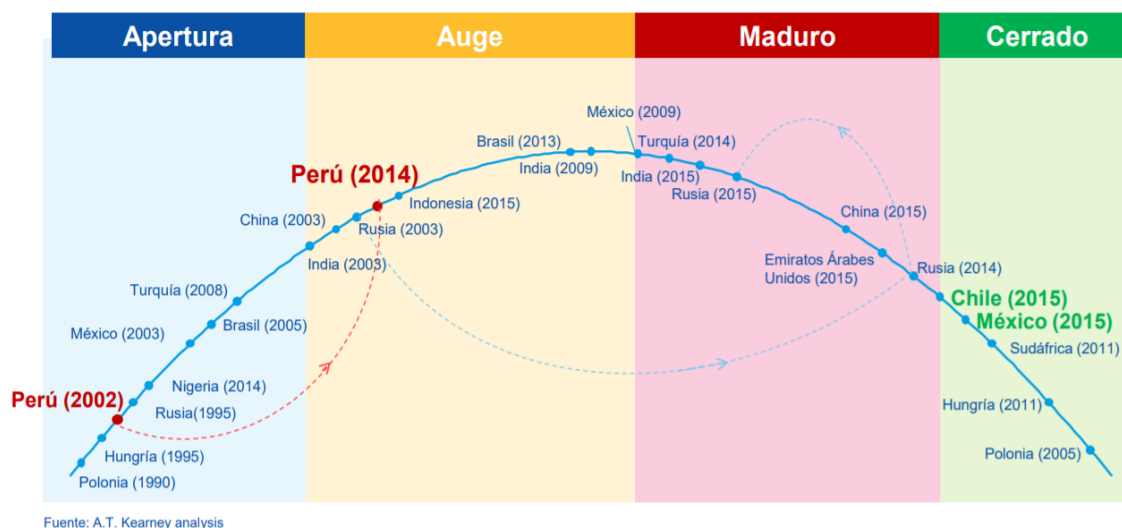 Apertura
Auge
Maduro
Cerrado
México (2009)
Brasil (2013)
Turquía (2014)
India (2009)
India (2015)
Perú (2014)
Rusia (2015)
Indonesia (2015)
China (2003)
Rusia (2003)
China (2015)
India (2003)
Emiratos Árabes
Unidos (2015)
Rusia (2014)
Turquía (2008)
Chile (2015)
México (2015)
México (2003)
Brasil (2005)
Sudáfrica (2011)
Nigeria (2014)
Perú (2002)
Rusia(1995)
Hungría (2011)
Hungría (1995)
Polonia (2005)
Polonia (1990)
Fuente: A.T. Kearney analysis